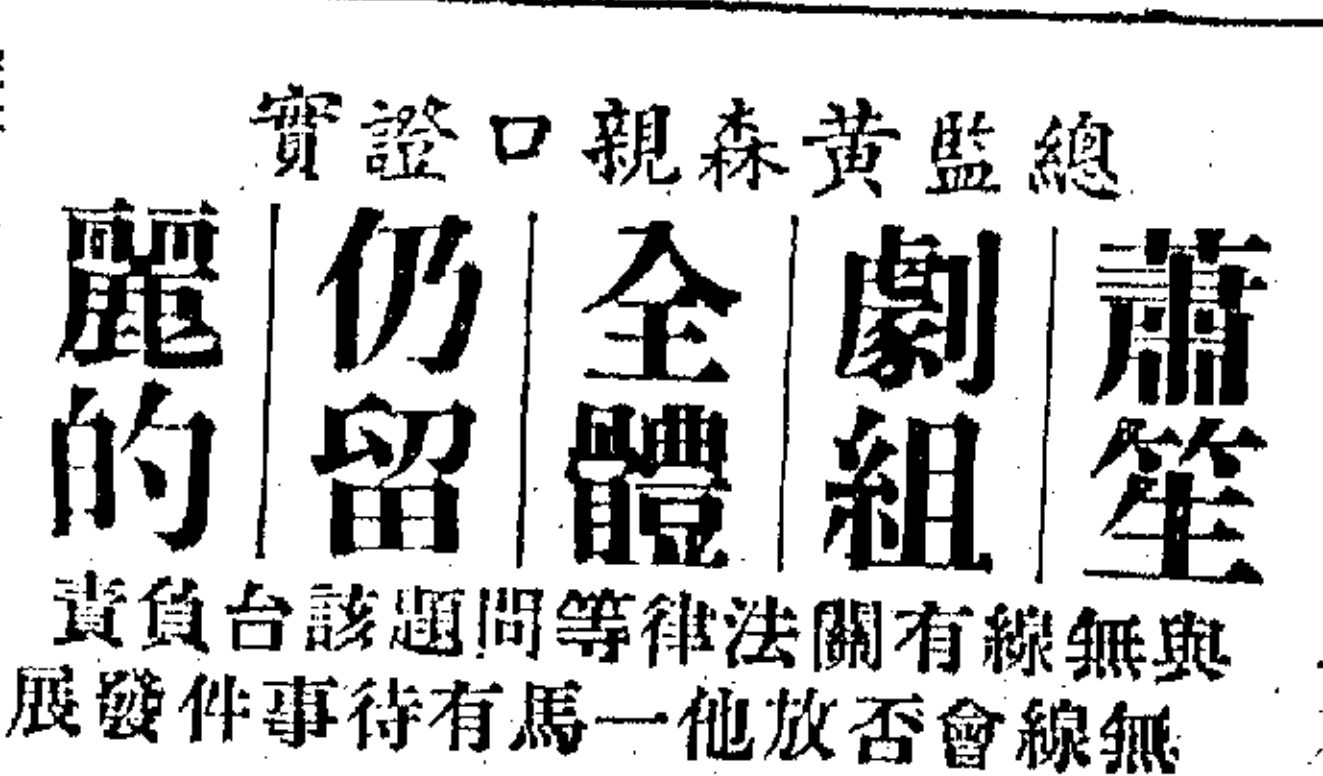 總監黃森親口證實
蕭笙
劇組
全體
仍留
麗的
與無線有關法律等問題該台負責
無線會否放他一馬有待事件發展